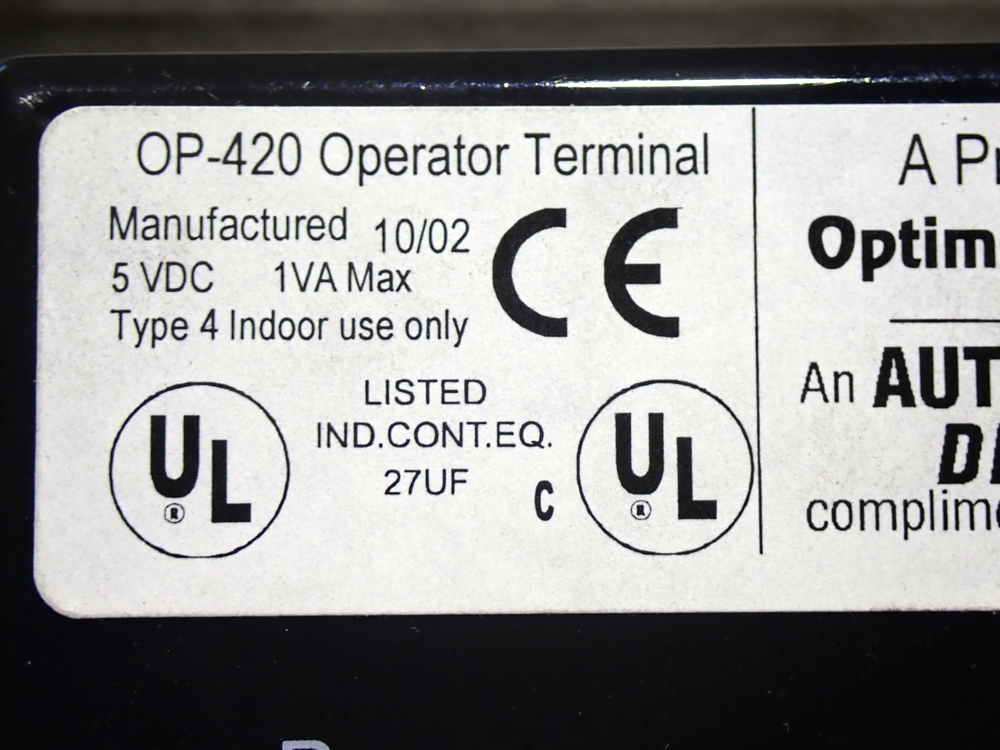 OP-420 Operator Terminal
Manufactured 10/02
5 VDC 1VA Max
Type 4 Indoor use only
CE
LISTED
IND.CONT.EQ.
27UF
UL ®
C UL ®
A Pr
Optim
An AUT
DI
complime